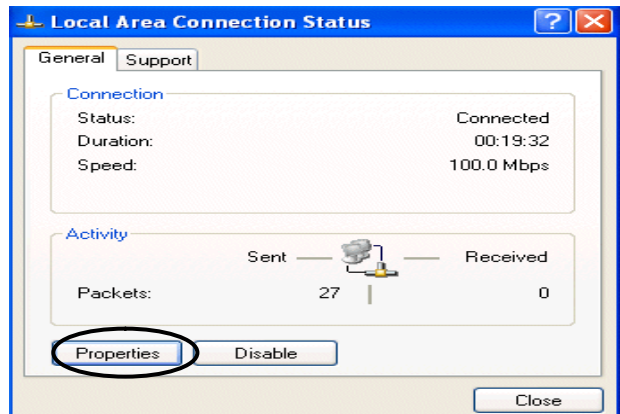 Local Area Connection Status
General Support
Connection
Status: Connected
Duration: 00:19:32
Speed: 100.0 Mbps
Activity
Sent Received
Packets: 27 0
Properties Disable
Close